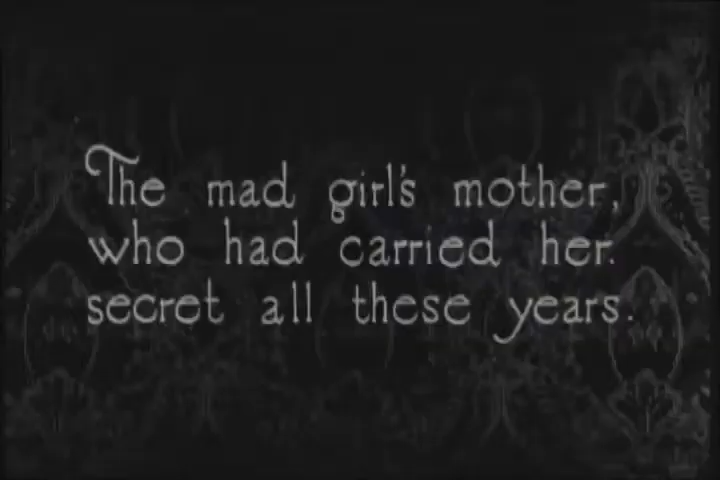 The mad girl's mother,
who had carried her
secret all these years.